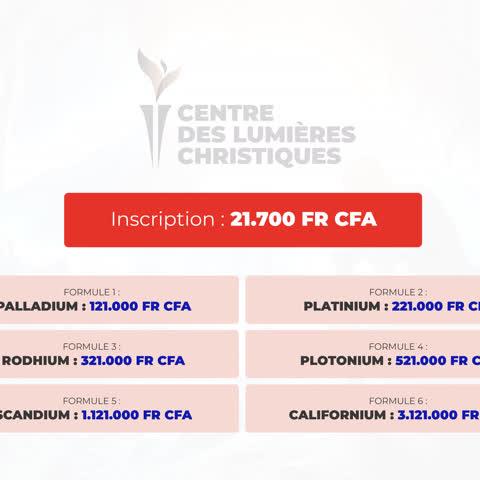 CENTRE
DES LUMIÈRES
CHRISTIQUES
Inscription : 21.700 FR CFA
FORMULE 1 :
PALLADIUM : 121.000 FR CFA
FORMULE 2 :
PLATINIUM : 221.000 FR CF
FORMULE 3 :
RODHIUM : 321.000 FR CFA
FORMULE 4 :
PLOTONIUM : 521.000 FR C
FORMULE 5 :
SCANDIUM : 1.121.000 FR CFA
FORMULE 6 :
CALIFORNIUM : 3.121.000 FR